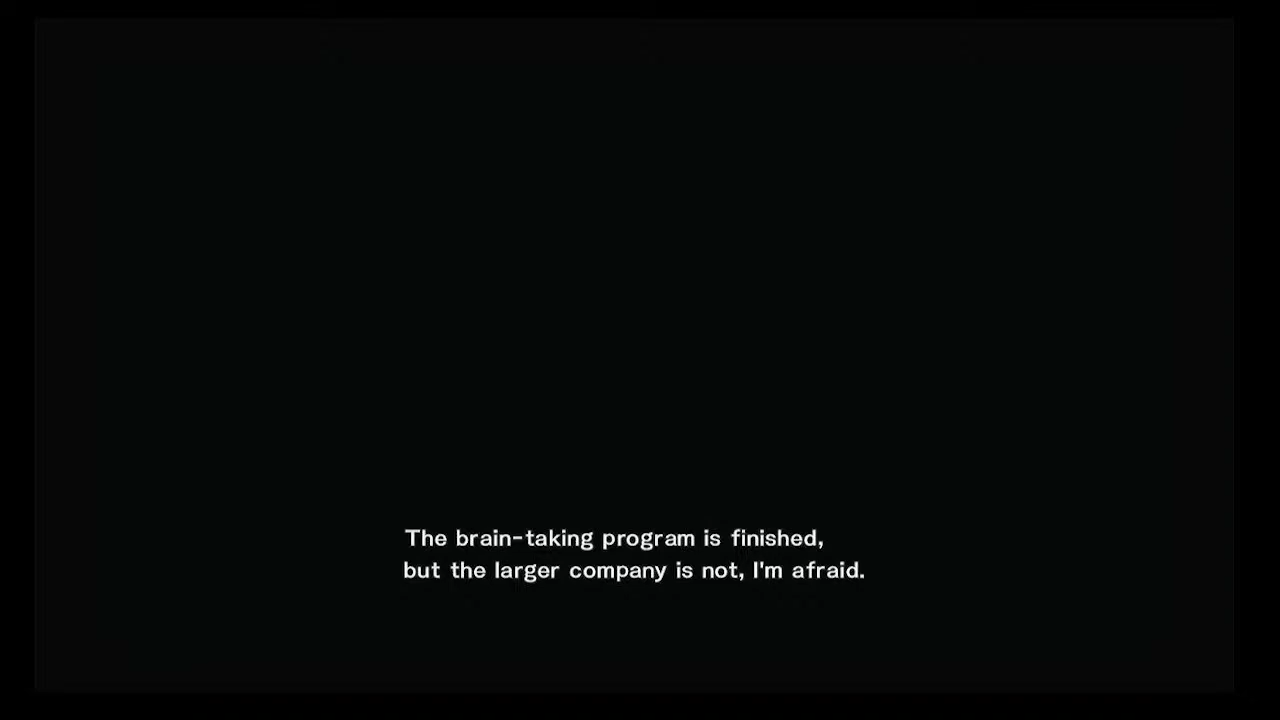 The brain-taking program is finished,
but the larger company is not, I'm afraid.